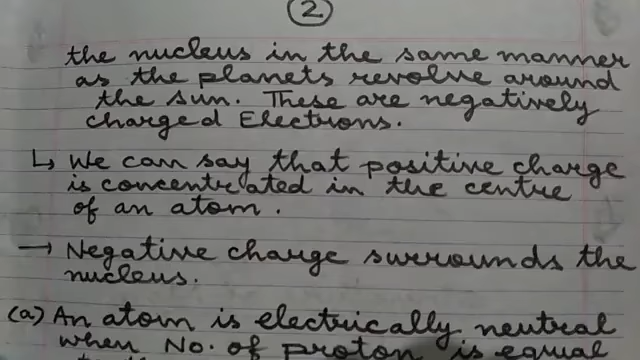 2
the nucleus in the same manner
as the planets revolve around
the sun. These are negatively
charged Electrons.
↳ We can say that positive charge
is concentrated in the centre
of an atom.
→ Negative charge surrounds the
nucleus.
(a) An atom is electrically neutral
when No. of proton is equal